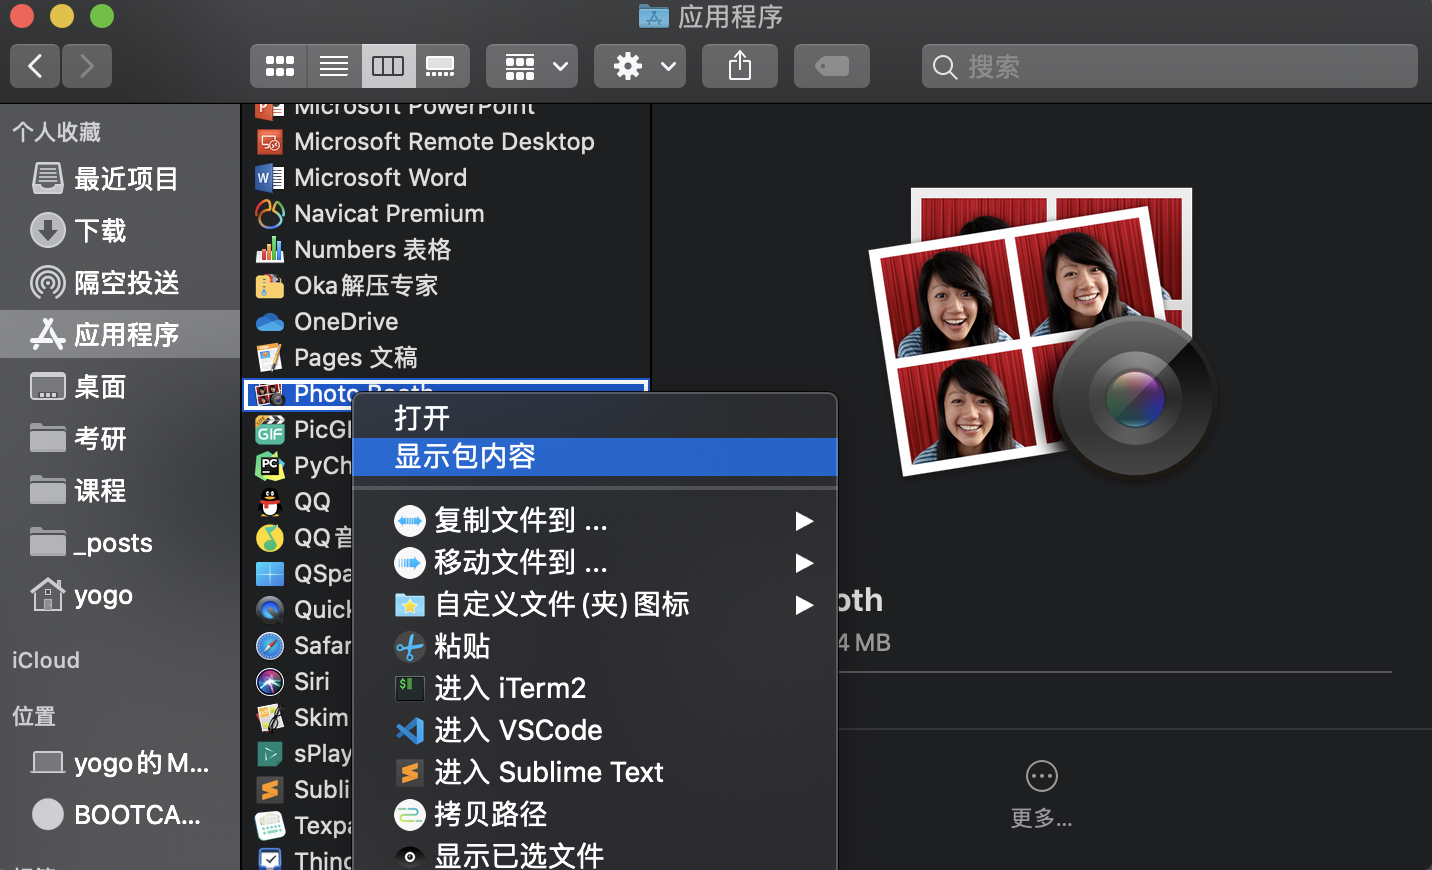 应用程序
搜索
个人收藏
最近项目
下载
隔空投送
应用程序
桌面
考研
课程
_posts
yogo
iCloud
位置
yogo的M...
BOOTCA...
Microsoft PowerPoint
Microsoft Remote Desktop
Microsoft Word
Navicat Premium
Numbers 表格
Oka解压专家
OneDrive
Pages 文稿
Photo Booth
PicGI
PyCh
QQ
QQ音
QSpa
Quick
Safar
Siri
Skim
sPlay
Subli
Texpa
Thing
打开
显示包内容
复制文件到 ...
移动文件到 ...
自定义文件(夹)图标
粘贴
进入 iTerm2
进入 VSCode
进入 Sublime Text
拷贝路径
显示已选文件
oth
4 MB
更多...